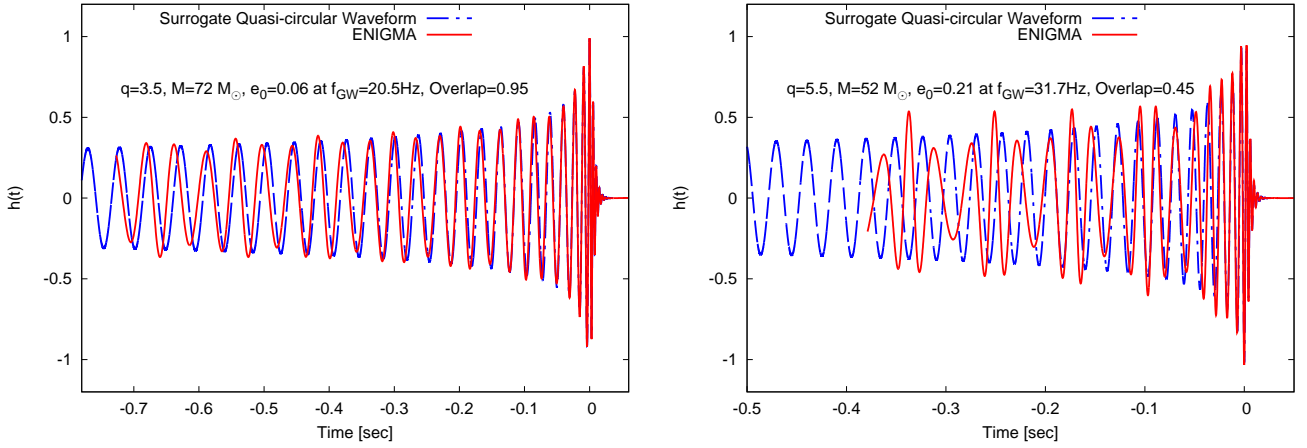 Surrogate Quasi-circular Waveform
ENIGMA
q=3.5, M=72 M☉, e₀=0.06 at f_GW=20.5Hz, Overlap=0.95
h(t)
1
0.5
0
-0.5
-1
-0.7 -0.6 -0.5 -0.4 -0.3 -0.2 -0.1 0
Time [sec]
Surrogate Quasi-circular Waveform
ENIGMA
q=5.5, M=52 M☉, e₀=0.21 at f_GW=31.7Hz, Overlap=0.45
h(t)
1
0.5
0
-0.5
-1
-0.5 -0.4 -0.3 -0.2 -0.1 0
Time [sec]